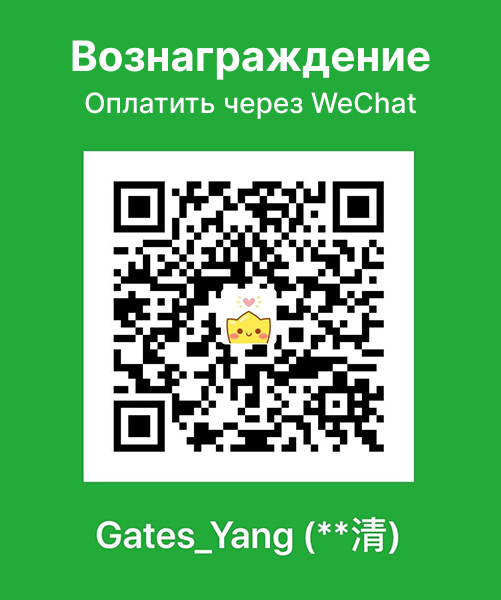 Вознаграждение
Оплатить через WeChat
Gates_Yang (**清)